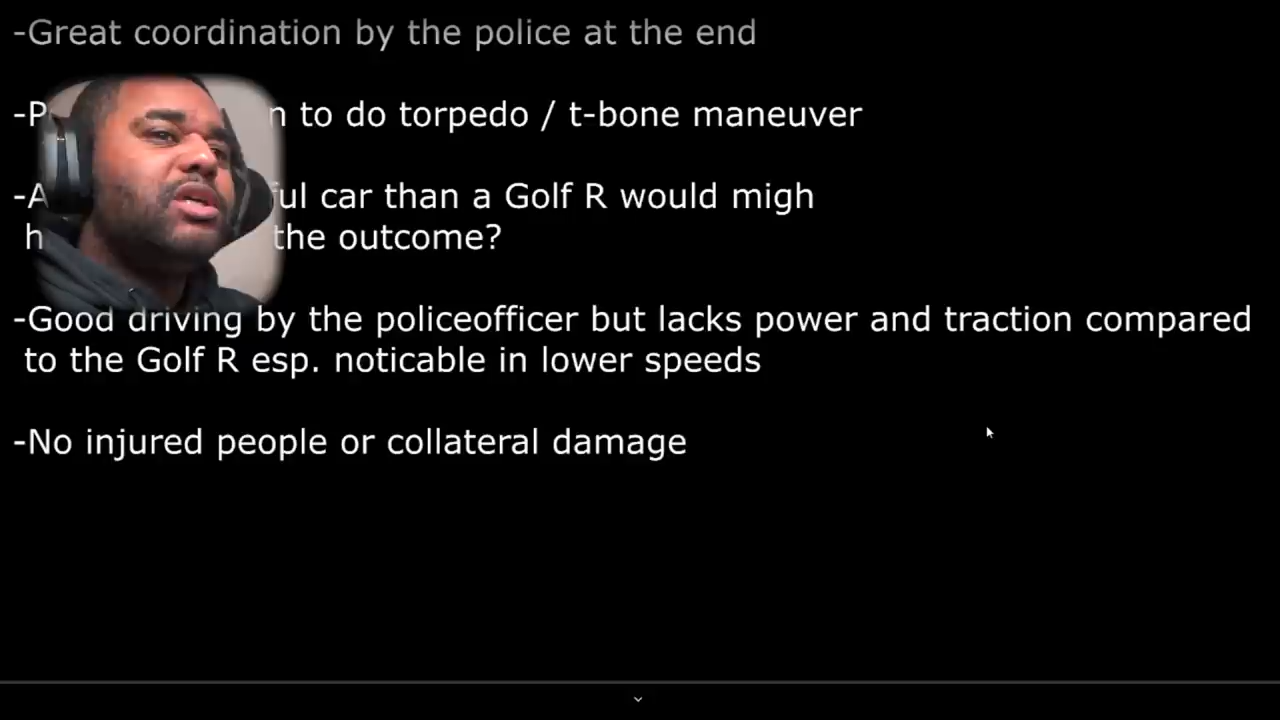 -Great coordination by the police at the end
to do torpedo / t-bone maneuver
car than a Golf R would migh
the outcome?
-Good driving by the policeofficer but lacks power and traction compared
to the Golf R esp. noticable in lower speeds
-No injured people or collateral damage